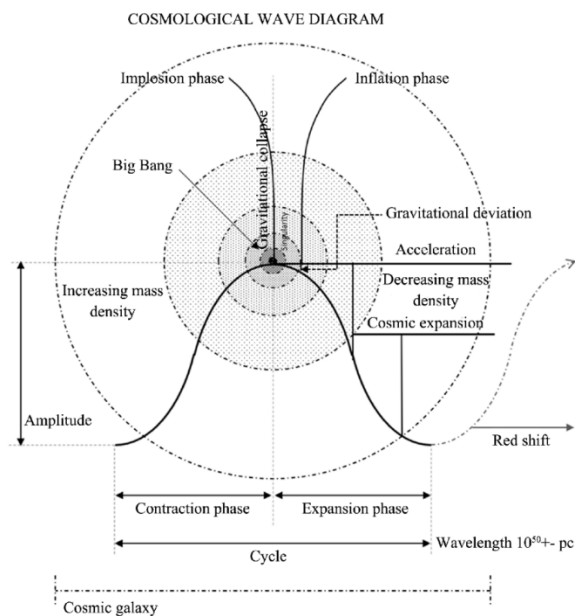 COSMOLOGICAL WAVE DIAGRAM
Implosion phase
Inflation phase
Gravitational collapse
Big Bang
Singularity
Gravitational deviation
Acceleration
Increasing mass
density
Decreasing mass
density
Cosmic expansion
Amplitude
Red shift
Contraction phase
Expansion phase
Wavelength 10⁵⁰+- pc
Cycle
Cosmic galaxy